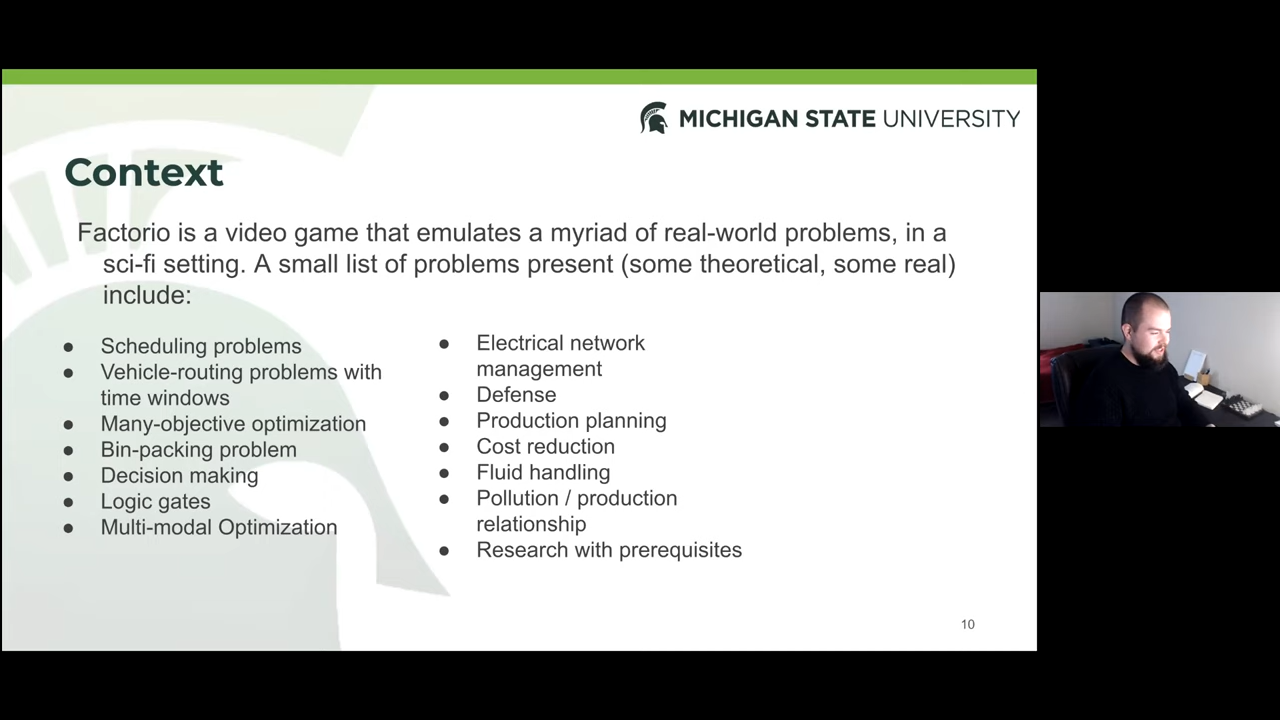 MICHIGAN STATE UNIVERSITY
Context
Factorio is a video game that emulates a myriad of real-world problems, in a
sci-fi setting. A small list of problems present (some theoretical, some real)
include:
● Scheduling problems
● Vehicle-routing problems with
time windows
● Many-objective optimization
● Bin-packing problem
● Decision making
● Logic gates
● Multi-modal Optimization
● Electrical network
management
● Defense
● Production planning
● Cost reduction
● Fluid handling
● Pollution / production
relationship
● Research with prerequisites
10